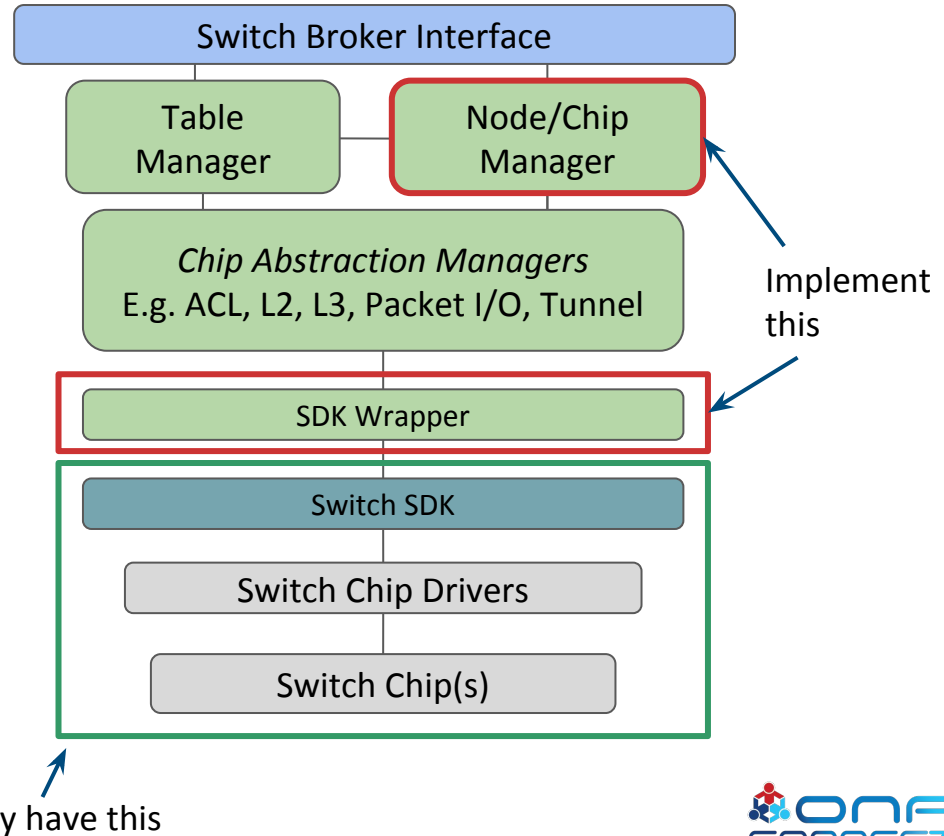 Switch Broker Interface
Table
Manager
Node/Chip
Manager
Chip Abstraction Managers
E.g. ACL, L2, L3, Packet I/O, Tunnel
Implement
this
SDK Wrapper
Switch SDK
Switch Chip Drivers
Switch Chip(s)
y have this